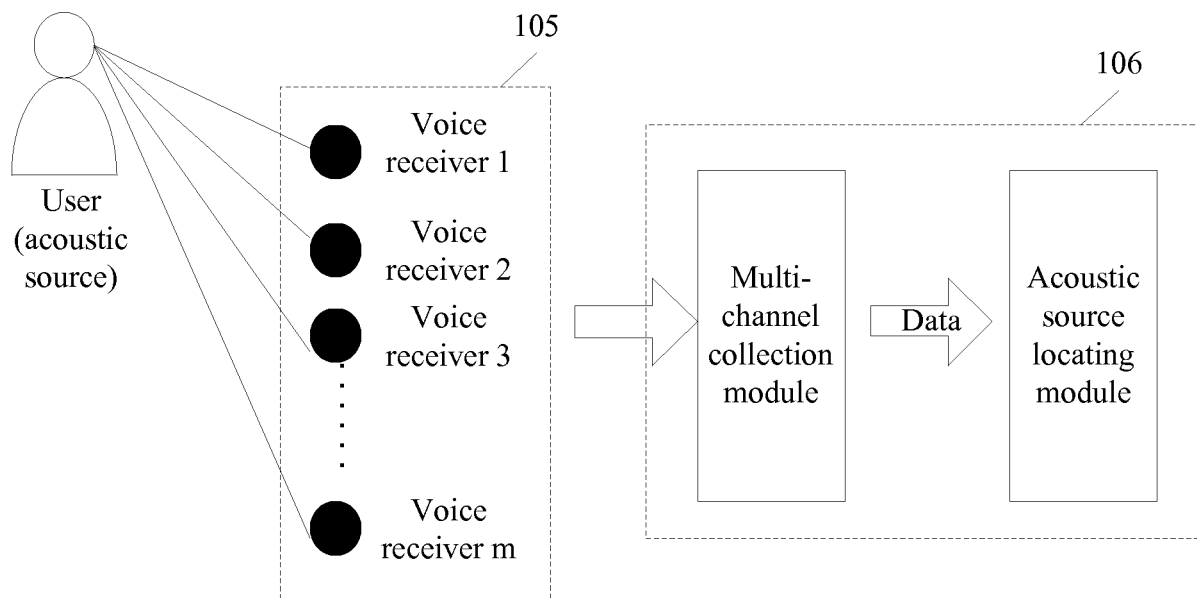 105
106
User
(acoustic
source)
Voice
receiver 1
Voice
receiver 2
Voice
receiver 3
Voice
receiver m
Multi-
channel
collection
module
Data
Acoustic
source
locating
module